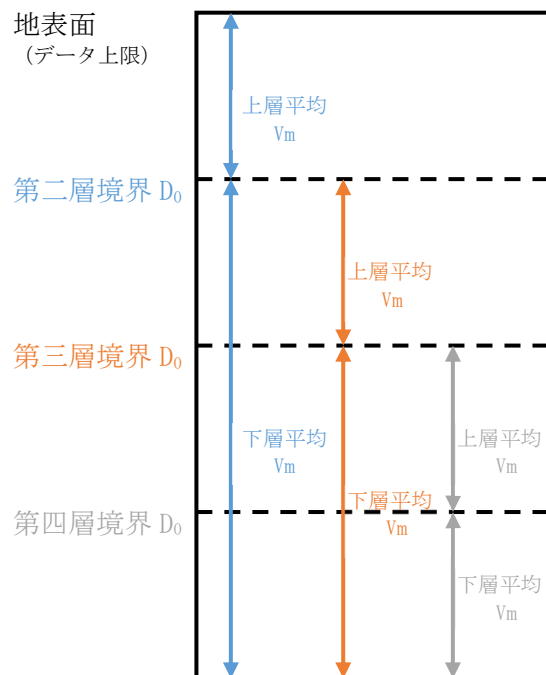 地表面
（データ上限）
上層平均
Vm
第二層境界 D₀
上層平均
Vm
第三層境界 D₀
下層平均
Vm
上層平均
Vm
下層平均
Vm
第四層境界 D₀
下層平均
Vm